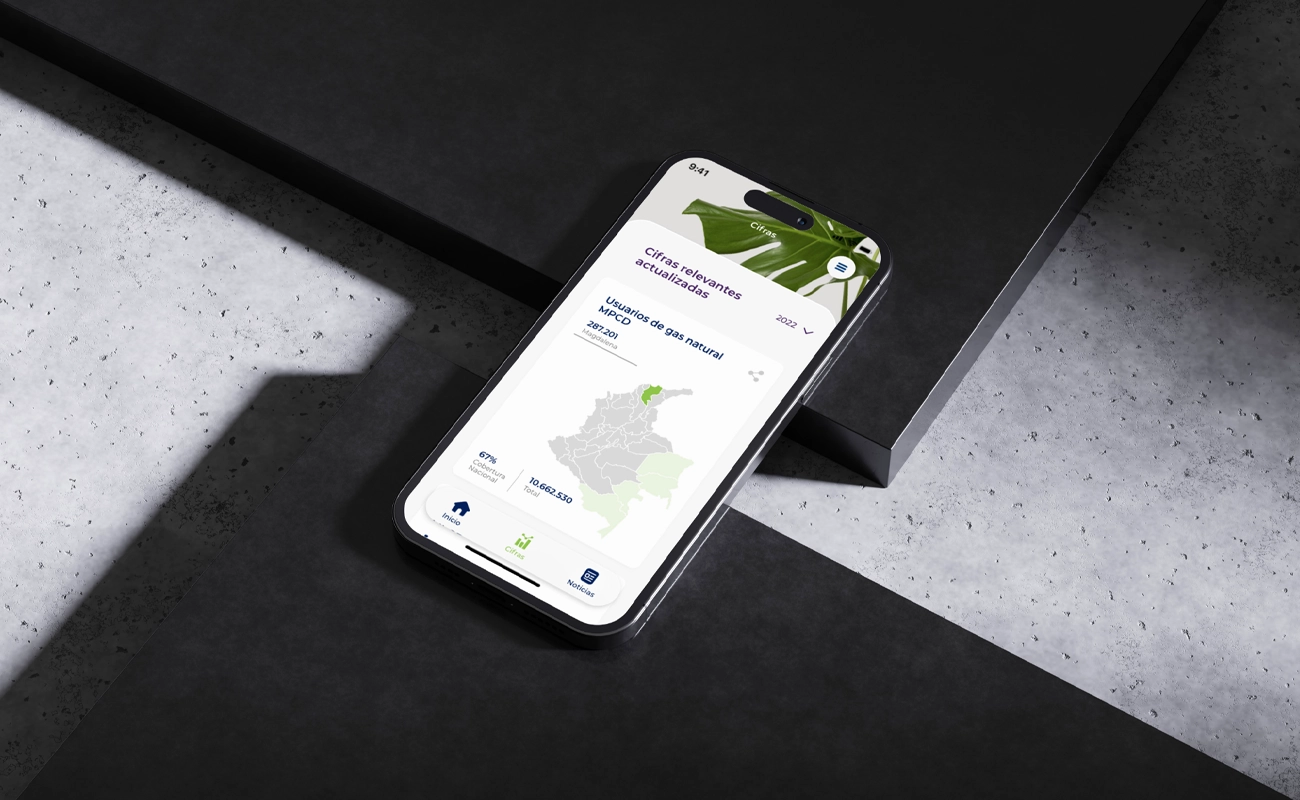 9:41
Cifras
Cifras relevantes
actualizadas
2022
Usuarios de gas natural
MPCD
287.201
Magdalena
67%
Cobertura
Nacional
10.662.530
Total
Inicio
Cifras
Noticias